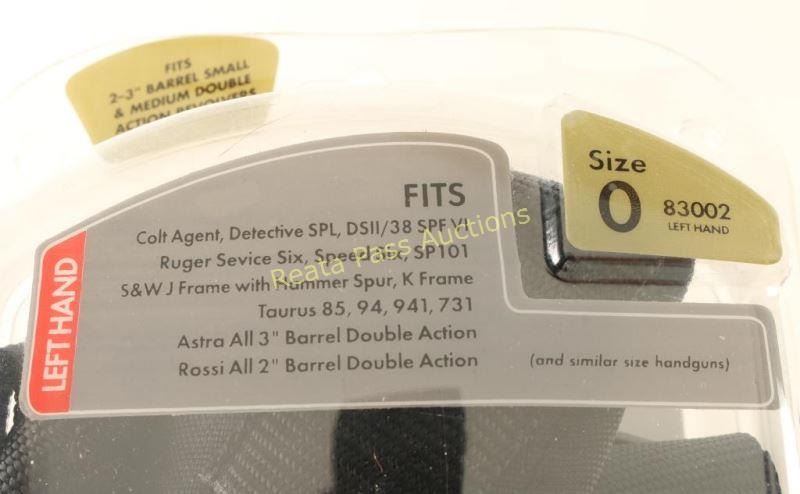 FITS
2-3" BARREL SMALL
& MEDIUM DOUBLE
ACTION REVOLVERS
Size
0
83002
LEFT HAND
LEFT HAND
FITS
Colt Agent, Detective SPL, DSII/38 SPF VI
Ruger Sevice Six, Speed Six, SP101
S&W J Frame with Hammer Spur, K Frame
Taurus 85, 94, 941, 731
Astra All 3" Barrel Double Action
Rossi All 2" Barrel Double Action
(and similar size handguns)
Reata Pass Auctions